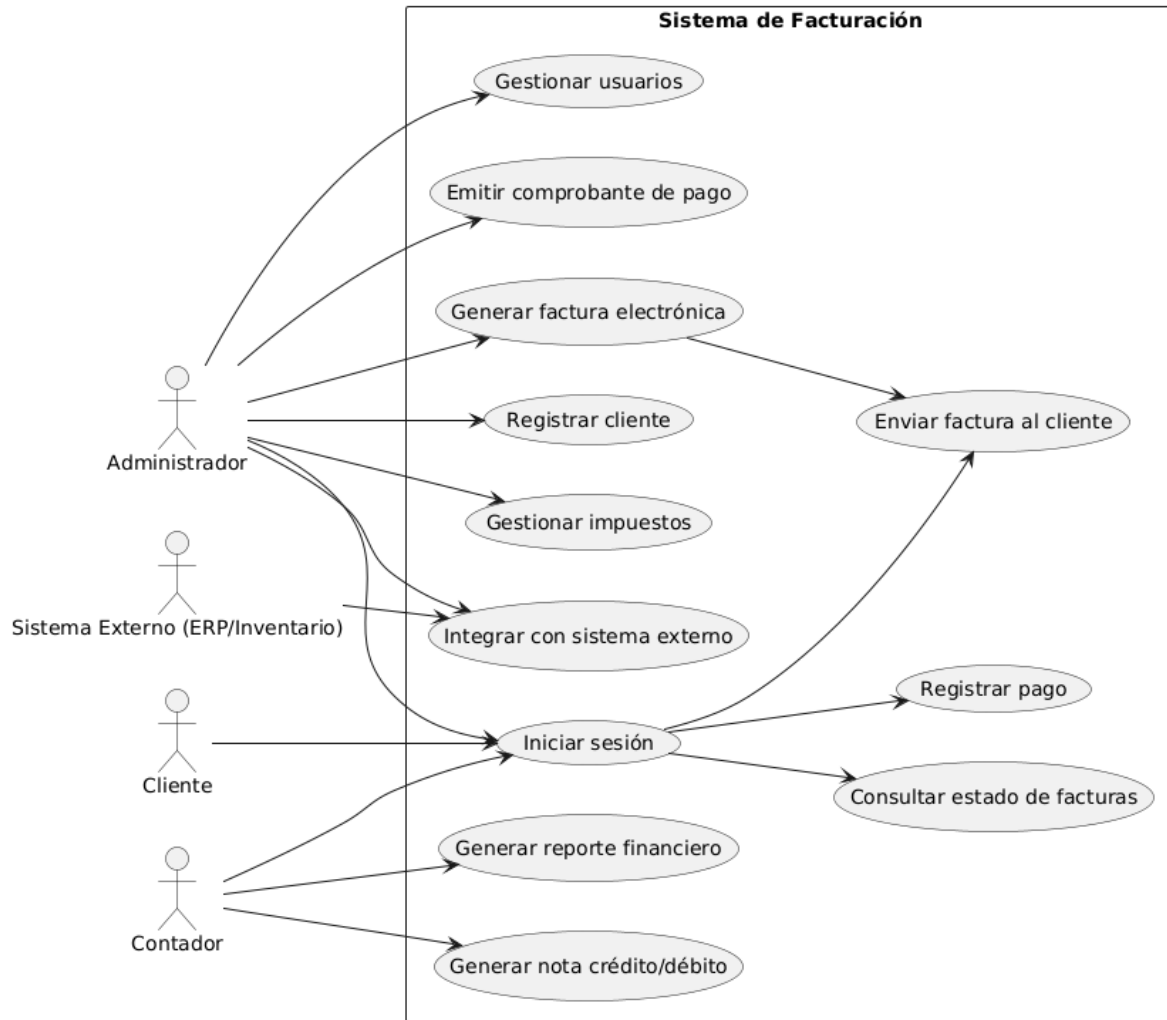 Sistema de Facturación
Gestionar usuarios
Emitir comprobante de pago
Generar factura electrónica
Registrar cliente
Enviar factura al cliente
Administrador
Gestionar impuestos
Sistema Externo (ERP/Inventario)
Integrar con sistema externo
Registrar pago
Iniciar sesión
Cliente
Consultar estado de facturas
Generar reporte financiero
Contador
Generar nota crédito/débito